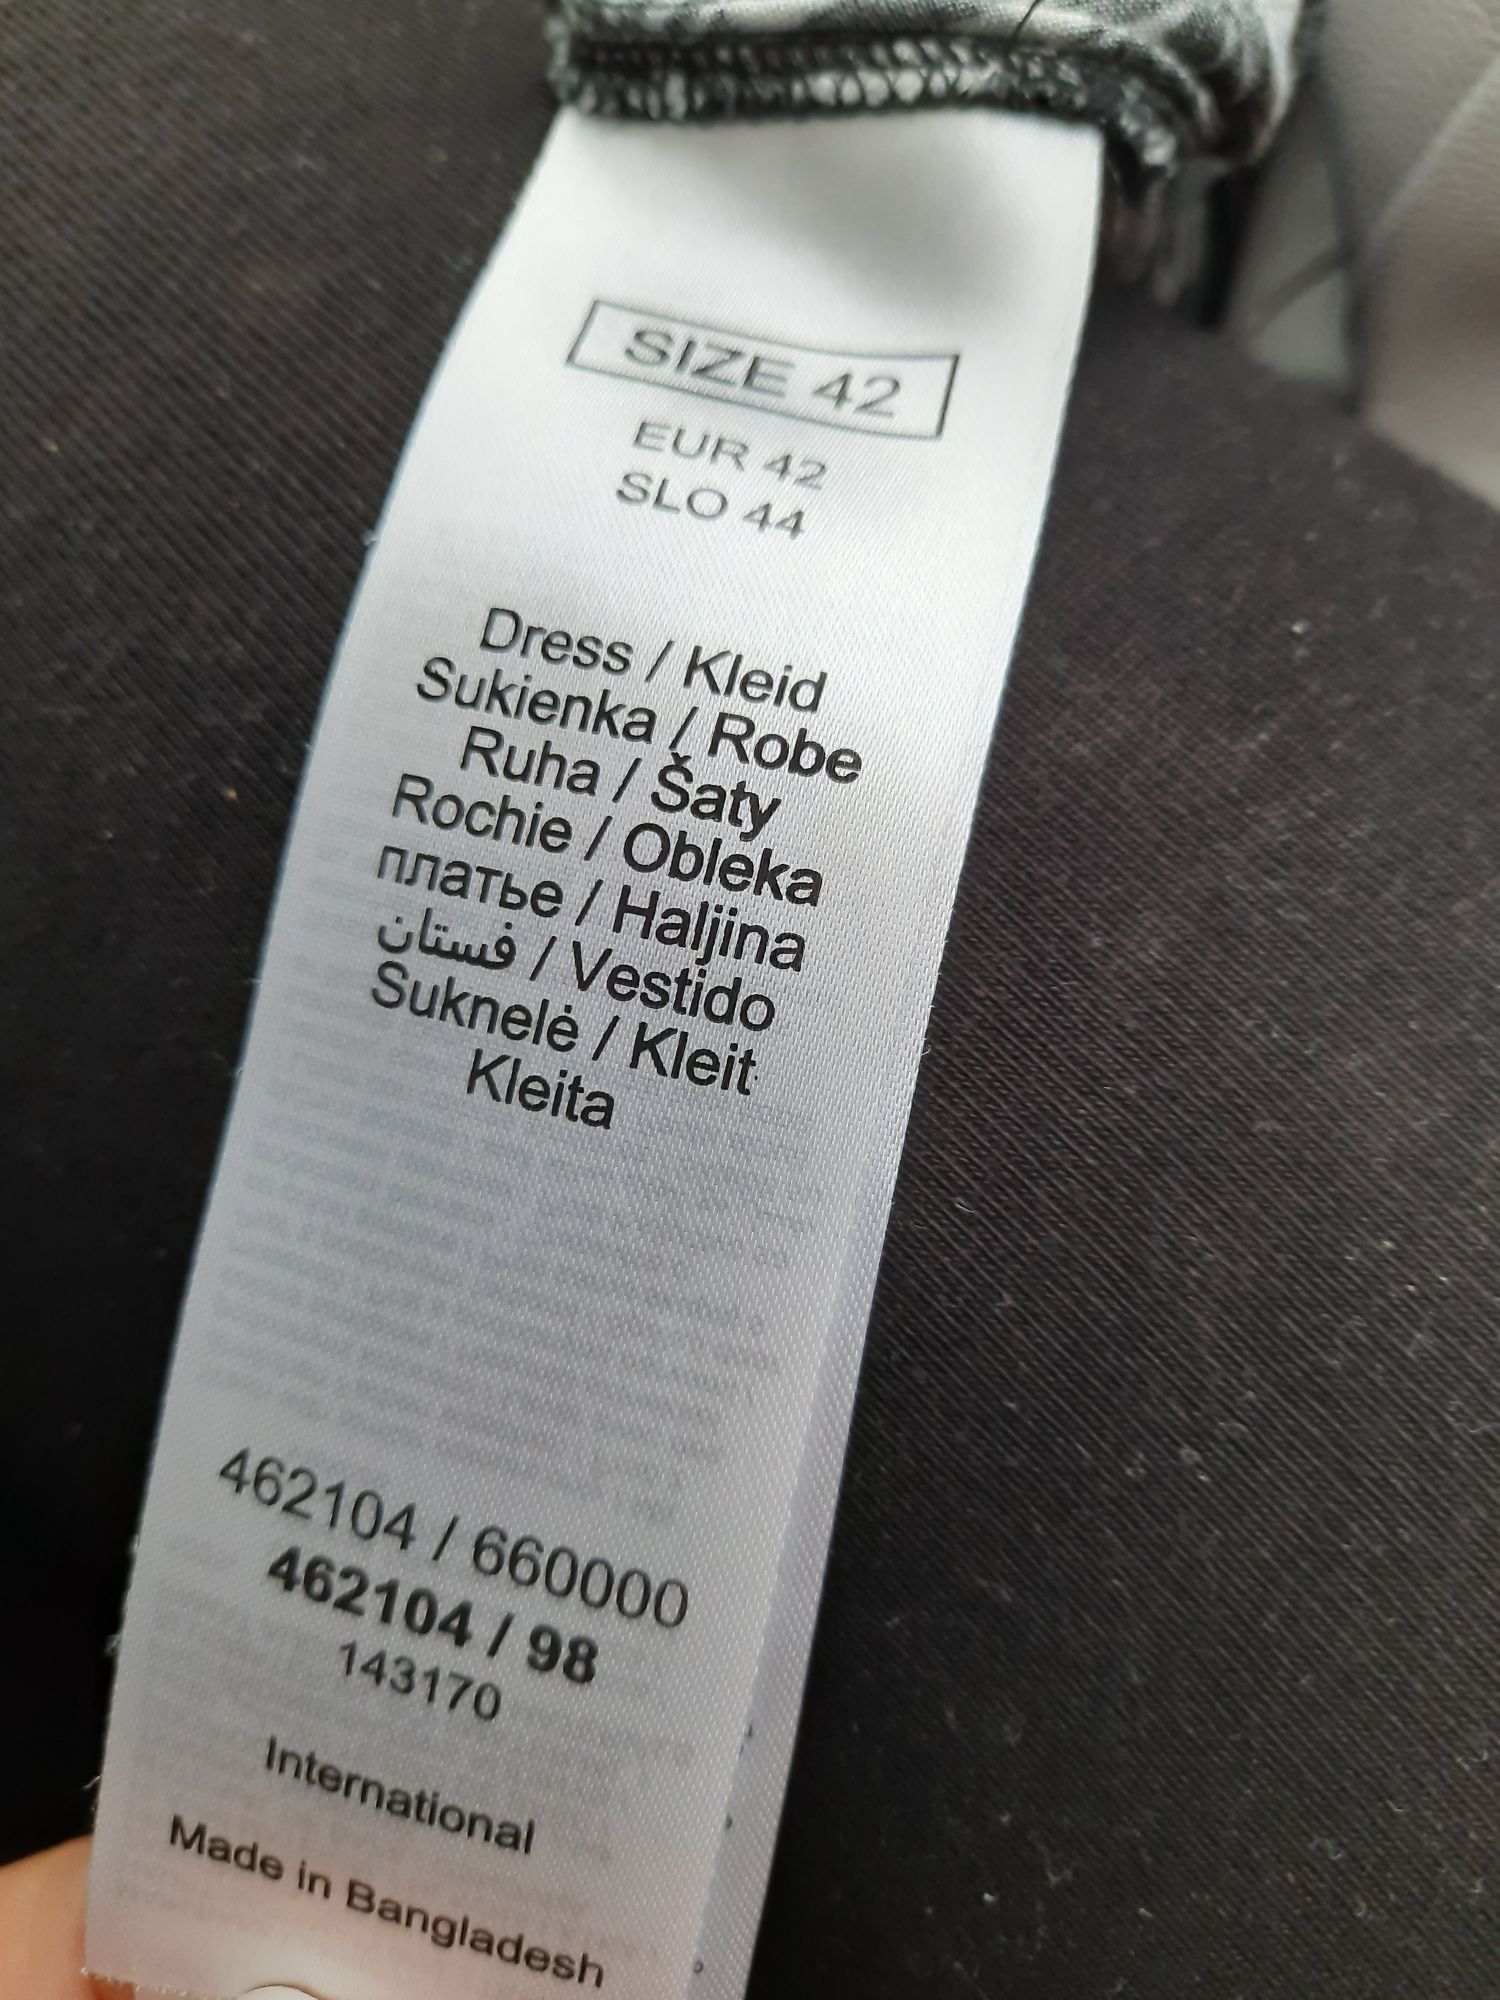 SIZE 42
EUR 42
SLO 44
Dress / Kleid
Sukienka / Robe
Ruha / Šaty
Rochie / Obleka
платье / Haljina
فستان / Vestido
Suknelė / Kleit
Kleita
462104 / 660000
462104 / 98
143170
International
Made in Bangladesh